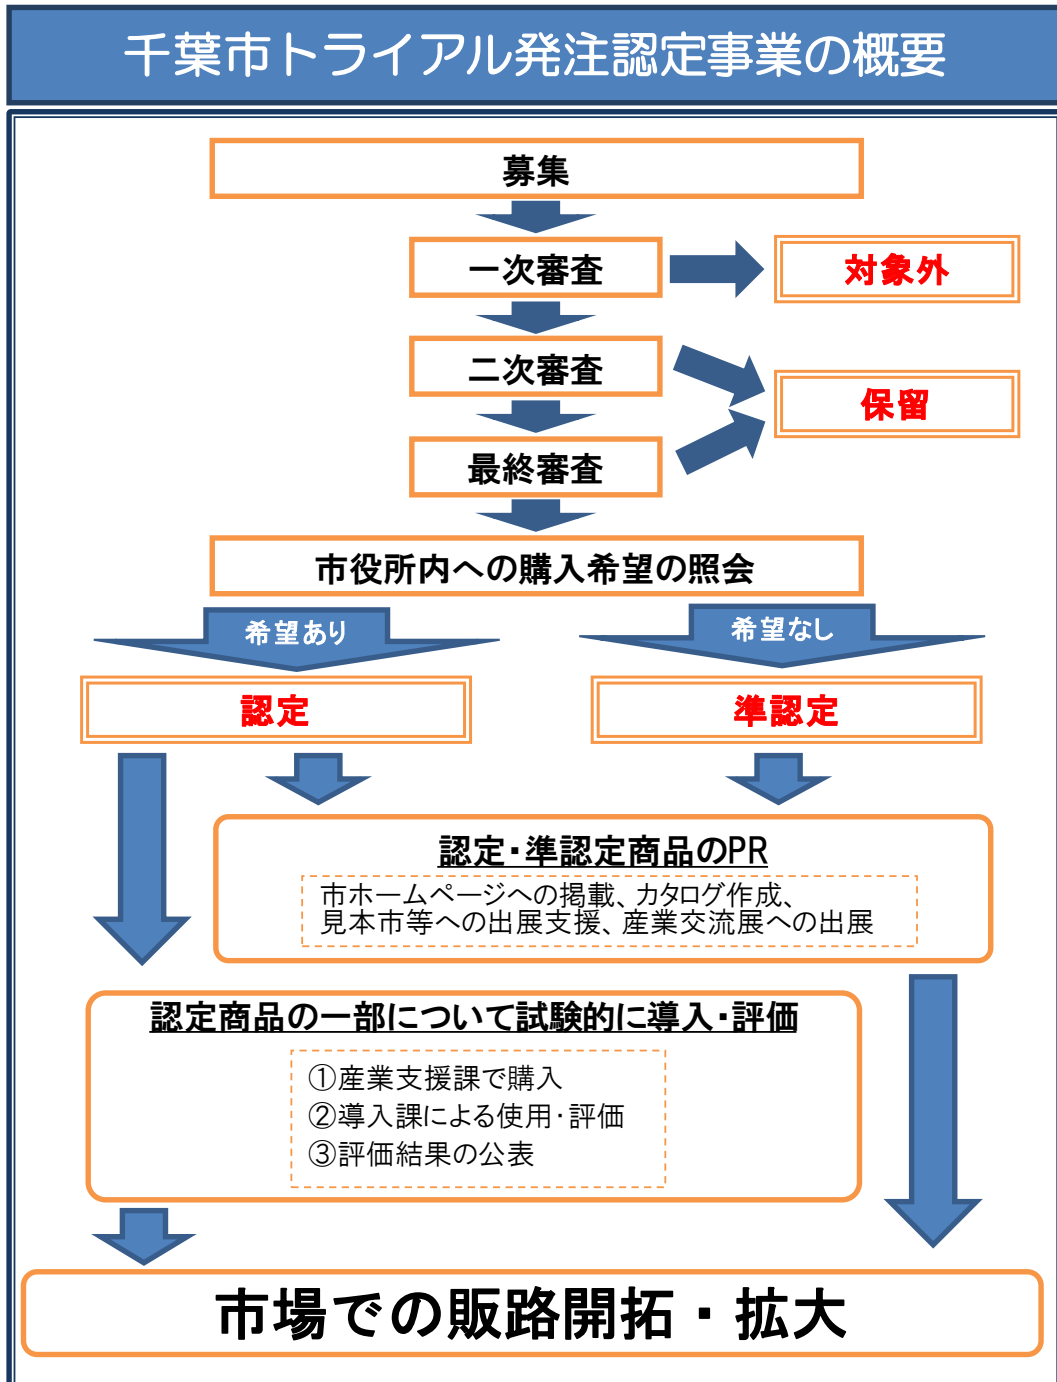 千葉市トライアル発注認定事業の概要
募集
一次審査
対象外
二次審査
保留
最終審査
市役所内への購入希望の照会
希望あり
希望なし
認定
準認定
認定・準認定商品のPR
市ホームページへの掲載、カタログ作成、
見本市等への出展支援、産業交流展への出展
認定商品の一部について試験的に導入・評価
①産業支援課で購入
②導入課による使用・評価
③評価結果の公表
市場での販路開拓・拡大